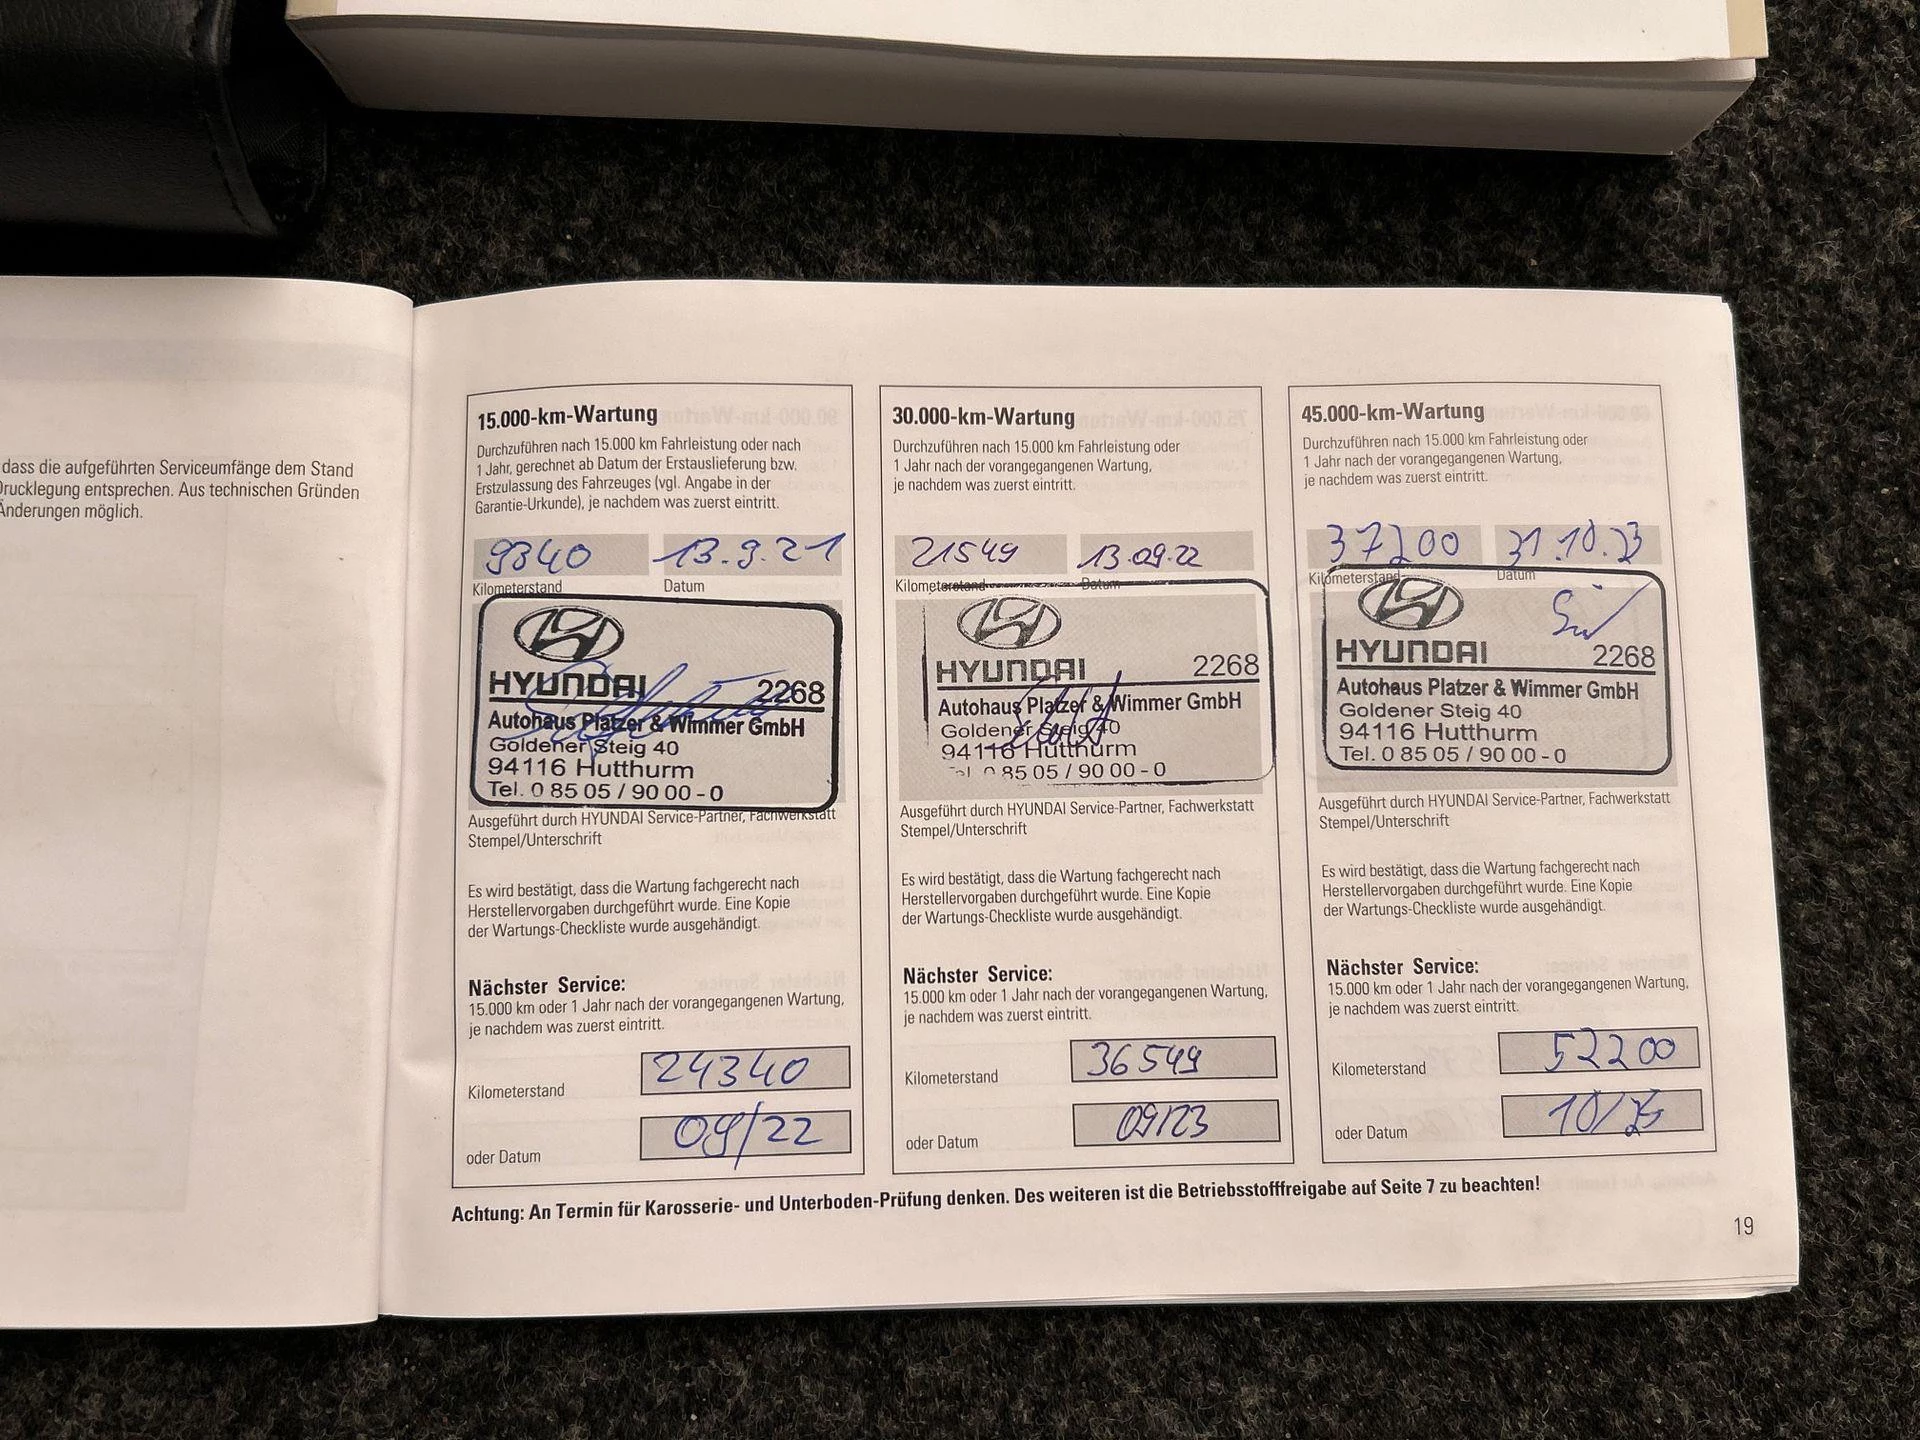 dass die aufgeführten Serviceumfänge dem Stand
Drucklegung entsprechen. Aus technischen Gründen
Änderungen möglich.
15.000-km-Wartung
Durchzuführen nach 15.000 km Fahrleistung oder nach
1 Jahr, gerechnet ab Datum der Erstauslieferung bzw.
Erstzulassung des Fahrzeuges (vgl. Angabe in der
Garantie-Urkunde), je nachdem was zuerst eintritt.
9340 13.9.21
Kilometerstand Datum
HYUNDAI 2268
Autohaus Platzer & Wimmer GmbH
Goldener Steig 40
94116 Hutthurm
Tel. 0 85 05 / 90 00 - 0
Ausgeführt durch HYUNDAI Service-Partner, Fachwerkstatt
Stempel/Unterschrift
Es wird bestätigt, dass die Wartung fachgerecht nach
Herstellervorgaben durchgeführt wurde. Eine Kopie
der Wartungs-Checkliste wurde ausgehändigt.
Nächster Service:
15.000 km oder 1 Jahr nach der vorangegangenen Wartung,
je nachdem was zuerst eintritt.
Kilometerstand 24340
oder Datum 09/22
30.000-km-Wartung
Durchzuführen nach 15.000 km Fahrleistung oder
1 Jahr nach der vorangegangenen Wartung,
je nachdem was zuerst eintritt.
21549 13.09.22
Kilometerstand Datum
HYUNDAI 2268
Autohaus Platzer & Wimmer GmbH
Goldener Steig 40
94116 Hutthurm
Tel. 0 85 05 / 90 00 - 0
Ausgeführt durch HYUNDAI Service-Partner, Fachwerkstatt
Stempel/Unterschrift
Es wird bestätigt, dass die Wartung fachgerecht nach
Herstellervorgaben durchgeführt wurde. Eine Kopie
der Wartungs-Checkliste wurde ausgehändigt.
Nächster Service:
15.000 km oder 1 Jahr nach der vorangegangenen Wartung,
je nachdem was zuerst eintritt.
Kilometerstand 36549
oder Datum 09/23
45.000-km-Wartung
Durchzuführen nach 15.000 km Fahrleistung oder
1 Jahr nach der vorangegangenen Wartung,
je nachdem was zuerst eintritt.
37200 31.10.23
Kilometerstand Datum
HYUNDAI 2268
Autohaus Platzer & Wimmer GmbH
Goldener Steig 40
94116 Hutthurm
Tel. 0 85 05 / 90 00 - 0
Ausgeführt durch HYUNDAI Service-Partner, Fachwerkstatt
Stempel/Unterschrift
Es wird bestätigt, dass die Wartung fachgerecht nach
Herstellervorgaben durchgeführt wurde. Eine Kopie
der Wartungs-Checkliste wurde ausgehändigt.
Nächster Service:
15.000 km oder 1 Jahr nach der vorangegangenen Wartung,
je nachdem was zuerst eintritt.
Kilometerstand 52200
oder Datum
Achtung: An Termin für Karosserie- und Unterboden-Prüfung denken. Des weiteren ist die Betriebsstofffreigabe auf Seite 7 zu beachten!
19